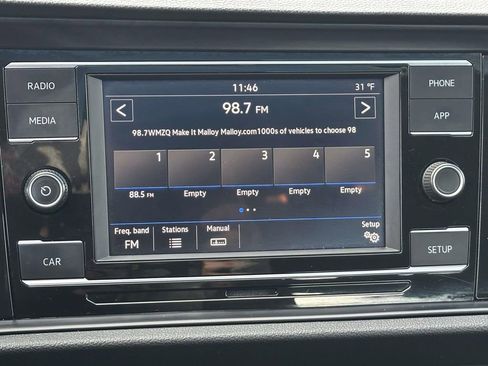 RADIO
MEDIA
CAR
PHONE
APP
SETUP
11:46 31 °F
< 98.7 FM >
98.7WMZQ Make It Malloy Malloy.com1000s of vehicles to choose 98
1 2 3 4 5
88.5 FM Empty Empty Empty Empty
Freq. band Stations Manual Setup
FM